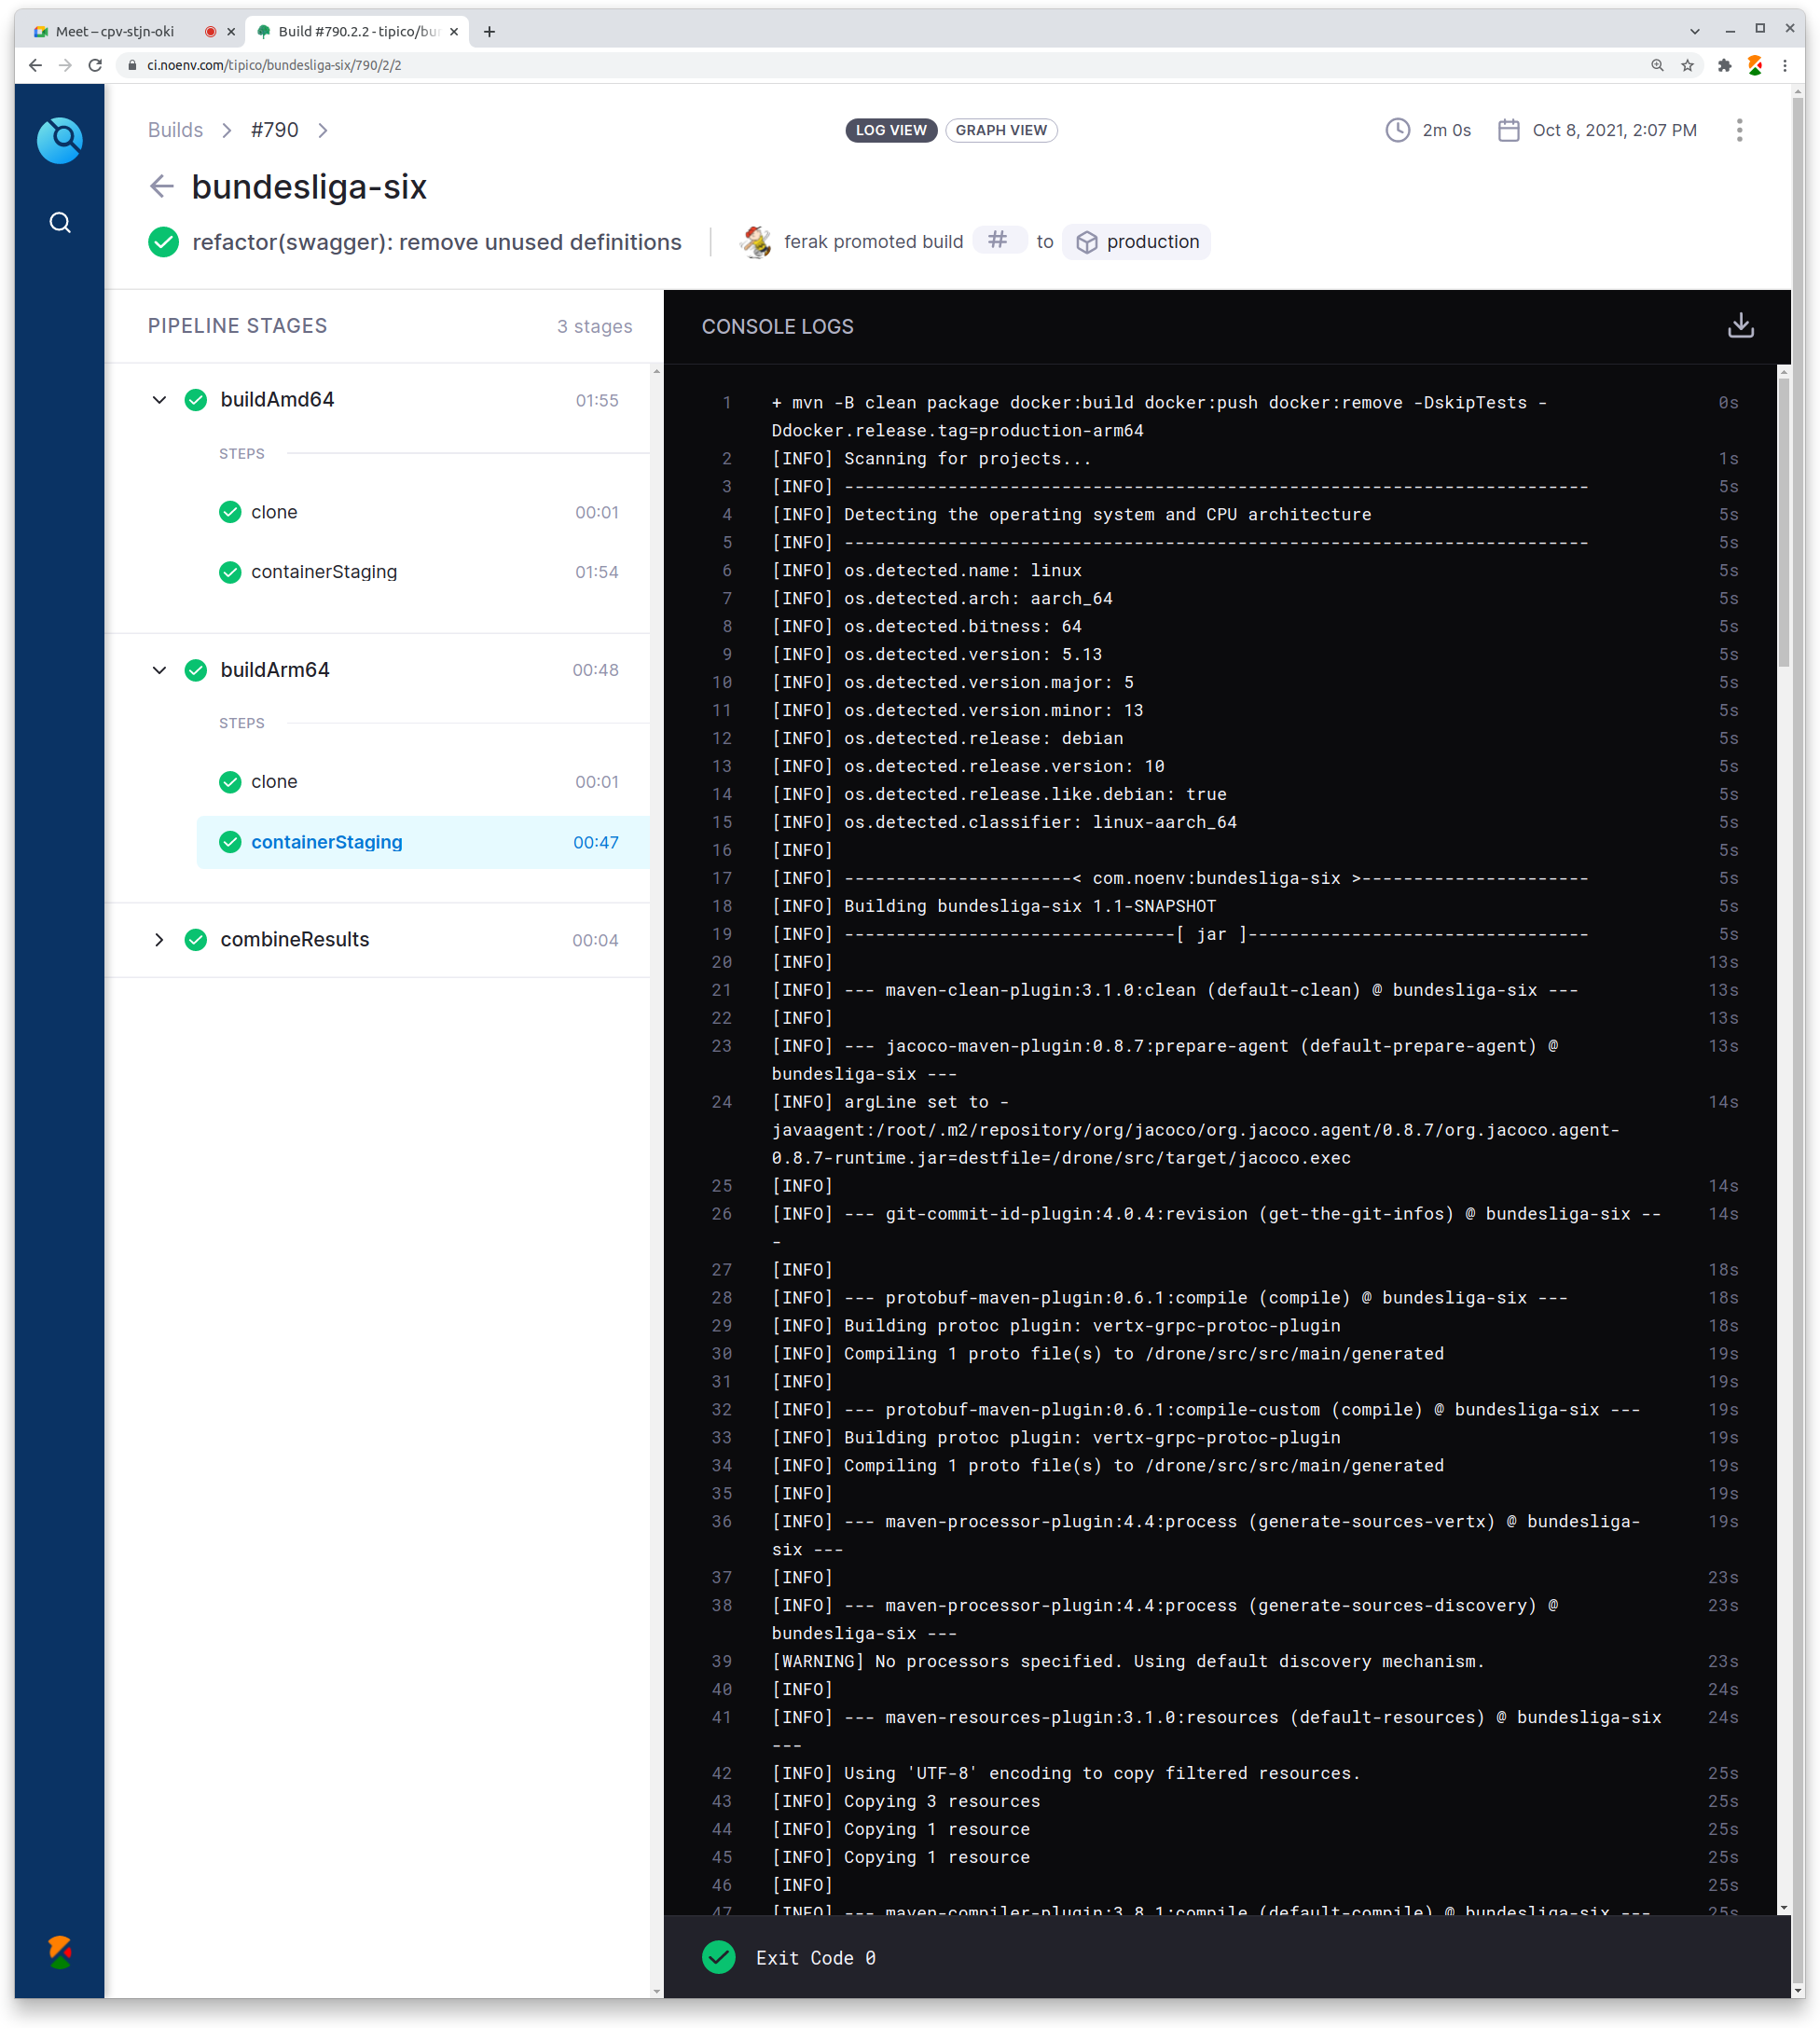 Meet – cpv-stjn-oki
Build #790.2.2 - tipico/bun
ci.noenv.com/tipico/bundesliga-six/790/2/2
Builds #790
LOG VIEW GRAPH VIEW
2m 0s Oct 8, 2021, 2:07 PM
bundesliga-six
refactor(swagger): remove unused definitions
ferak promoted build # to production
PIPELINE STAGES 3 stages
buildAmd64 01:55
STEPS
clone 00:01
containerStaging 01:54
buildArm64 00:48
STEPS
clone 00:01
containerStaging 00:47
combineResults 00:04
CONSOLE LOGS
1 + mvn -B clean package docker:build docker:push docker:remove -DskipTests - 0s
Ddocker.release.tag=production-arm64
2 [INFO] Scanning for projects... 1s
3 [INFO] ------------------------------------------------------------------------ 5s
4 [INFO] Detecting the operating system and CPU architecture 5s
5 [INFO] ------------------------------------------------------------------------ 5s
6 [INFO] os.detected.name: linux 5s
7 [INFO] os.detected.arch: aarch_64 5s
8 [INFO] os.detected.bitness: 64 5s
9 [INFO] os.detected.version: 5.13 5s
10 [INFO] os.detected.version.major: 5 5s
11 [INFO] os.detected.version.minor: 13 5s
12 [INFO] os.detected.release: debian 5s
13 [INFO] os.detected.release.version: 10 5s
14 [INFO] os.detected.release.like.debian: true 5s
15 [INFO] os.detected.classifier: linux-aarch_64 5s
16 [INFO] 5s
17 [INFO] ----------------------< com.noenv:bundesliga-six >---------------------- 5s
18 [INFO] Building bundesliga-six 1.1-SNAPSHOT 5s
19 [INFO] --------------------------------[ jar ]--------------------------------- 5s
20 [INFO] 13s
21 [INFO] --- maven-clean-plugin:3.1.0:clean (default-clean) @ bundesliga-six --- 13s
22 [INFO] 13s
23 [INFO] --- jacoco-maven-plugin:0.8.7:prepare-agent (default-prepare-agent) @ 13s
bundesliga-six ---
24 [INFO] argLine set to - 14s
javaagent:/root/.m2/repository/org/jacoco/org.jacoco.agent/0.8.7/org.jacoco.agent-
0.8.7-runtime.jar=destfile=/drone/src/target/jacoco.exec
25 [INFO] 14s
26 [INFO] --- git-commit-id-plugin:4.0.4:revision (get-the-git-infos) @ bundesliga-six -- 14s
-
27 [INFO] 18s
28 [INFO] --- protobuf-maven-plugin:0.6.1:compile (compile) @ bundesliga-six --- 18s
29 [INFO] Building protoc plugin: vertx-grpc-protoc-plugin 18s
30 [INFO] Compiling 1 proto file(s) to /drone/src/src/main/generated 19s
31 [INFO] 19s
32 [INFO] --- protobuf-maven-plugin:0.6.1:compile-custom (compile) @ bundesliga-six --- 19s
33 [INFO] Building protoc plugin: vertx-grpc-protoc-plugin 19s
34 [INFO] Compiling 1 proto file(s) to /drone/src/src/main/generated 19s
35 [INFO] 19s
36 [INFO] --- maven-processor-plugin:4.4:process (generate-sources-vertx) @ bundesliga- 19s
six ---
37 [INFO] 23s
38 [INFO] --- maven-processor-plugin:4.4:process (generate-sources-discovery) @ 23s
bundesliga-six ---
39 [WARNING] No processors specified. Using default discovery mechanism. 23s
40 [INFO] 24s
41 [INFO] --- maven-resources-plugin:3.1.0:resources (default-resources) @ bundesliga-six 24s
---
42 [INFO] Using 'UTF-8' encoding to copy filtered resources. 25s
43 [INFO] Copying 3 resources 25s
44 [INFO] Copying 1 resource 25s
45 [INFO] Copying 1 resource 25s
46 [INFO] 25s
47 [INFO] --- maven-compiler-plugin:3.8.1:compile (default-compile) @ bundesliga-six --- 25s
Exit Code 0